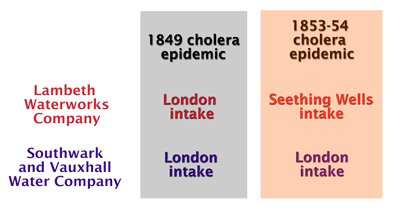 1849 cholera
epidemic
1853-54
cholera
epidemic
Lambeth
Waterworks
Company
London
intake
Seething Wells
intake
Southwark
and Vauxhall
Water Company
London
intake
London
intake